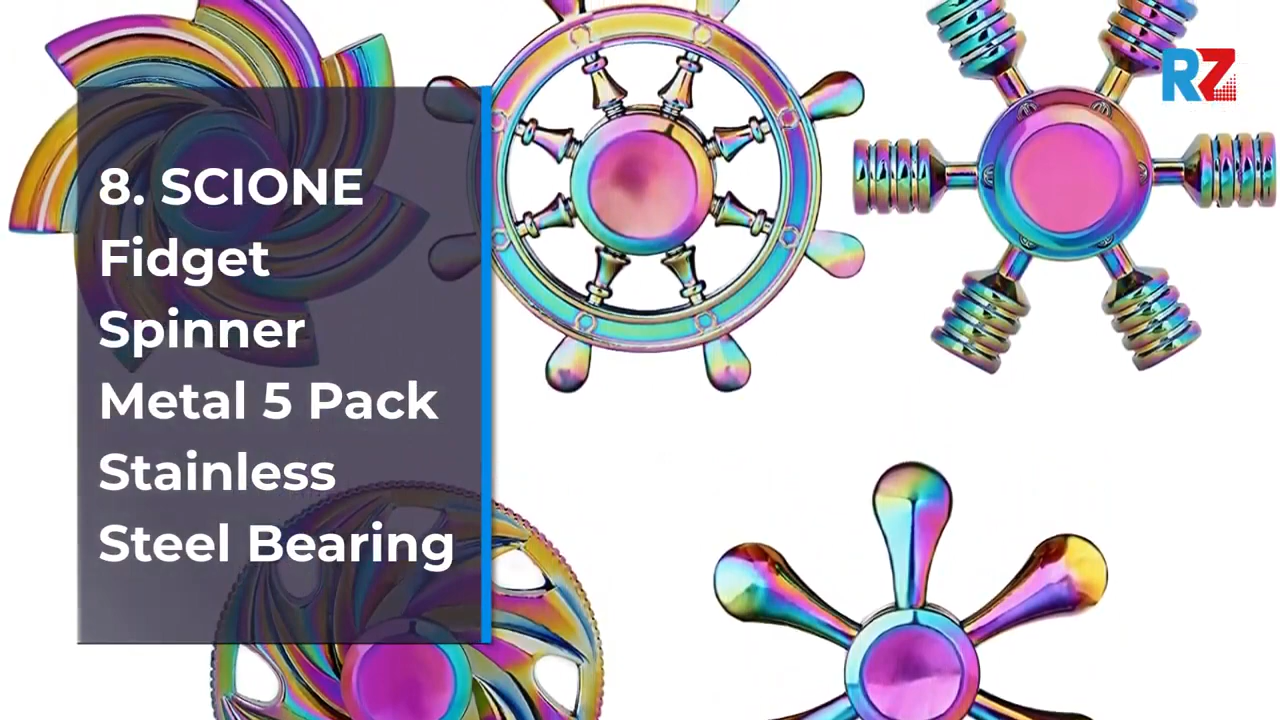 RZ
8. SCIONE
Fidget
Spinner
Metal 5 Pack
Stainless
Steel Bearing